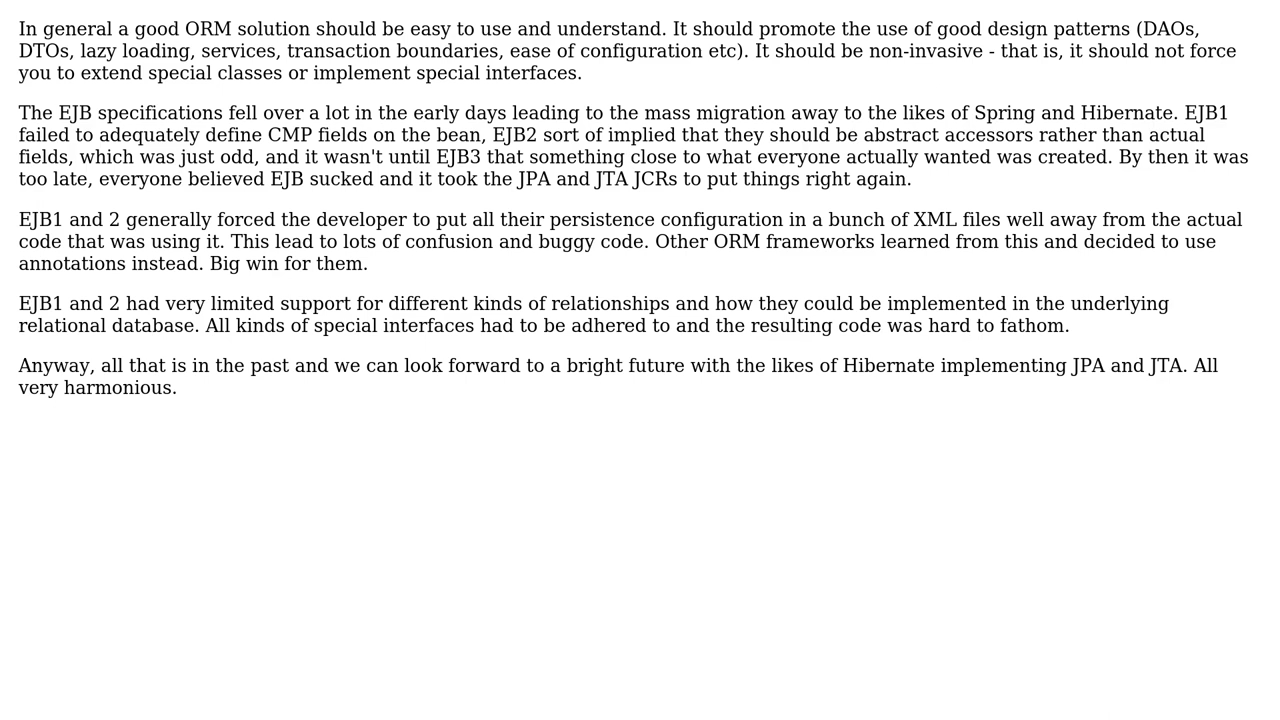 In general a good ORM solution should be easy to use and understand. It should promote the use of good design patterns (DAOs,
DTOs, lazy loading, services, transaction boundaries, ease of configuration etc). It should be non-invasive - that is, it should not force
you to extend special classes or implement special interfaces.
The EJB specifications fell over a lot in the early days leading to the mass migration away to the likes of Spring and Hibernate. EJB1
failed to adequately define CMP fields on the bean, EJB2 sort of implied that they should be abstract accessors rather than actual
fields, which was just odd, and it wasn't until EJB3 that something close to what everyone actually wanted was created. By then it was
too late, everyone believed EJB sucked and it took the JPA and JTA JCRs to put things right again.
EJB1 and 2 generally forced the developer to put all their persistence configuration in a bunch of XML files well away from the actual
code that was using it. This lead to lots of confusion and buggy code. Other ORM frameworks learned from this and decided to use
annotations instead. Big win for them.
EJB1 and 2 had very limited support for different kinds of relationships and how they could be implemented in the underlying
relational database. All kinds of special interfaces had to be adhered to and the resulting code was hard to fathom.
Anyway, all that is in the past and we can look forward to a bright future with the likes of Hibernate implementing JPA and JTA. All
very harmonious.